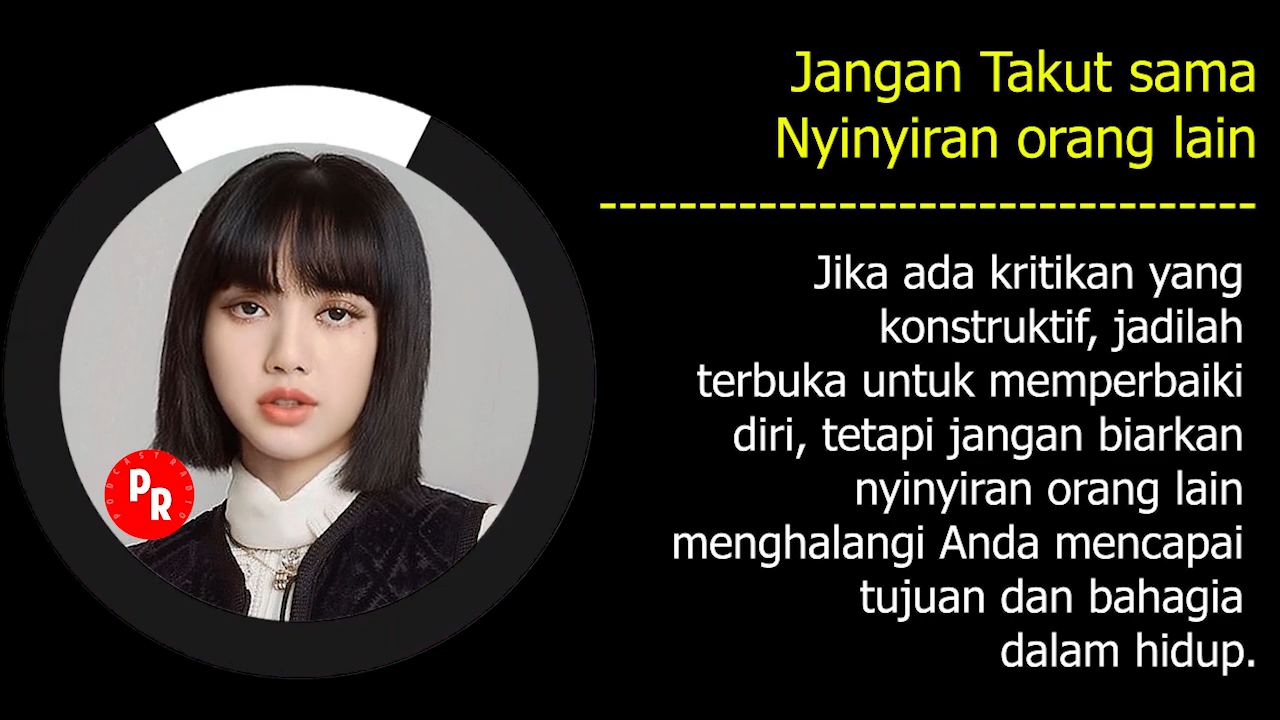 Jangan Takut sama
Nyinyiran orang lain
---------------------------------
Jika ada kritikan yang
konstruktif, jadilah
terbuka untuk memperbaiki
diri, tetapi jangan biarkan
nyinyiran orang lain
menghalangi Anda mencapai
tujuan dan bahagia
dalam hidup.
PODCASTRADIO
PR